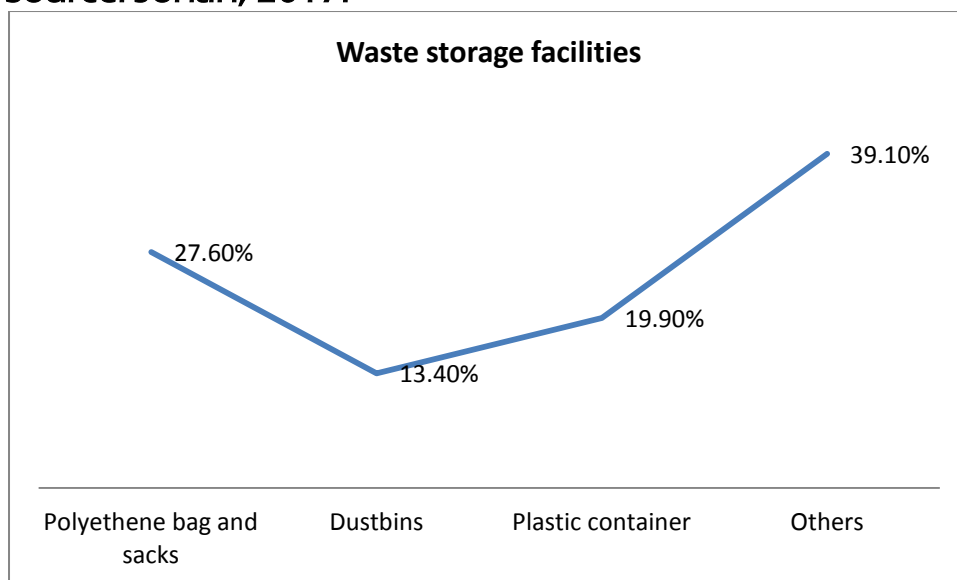 Waste storage facilities
39.10%
27.60%
19.90%
13.40%
Polyethene bag and
sacks
Dustbins
Plastic container
Others